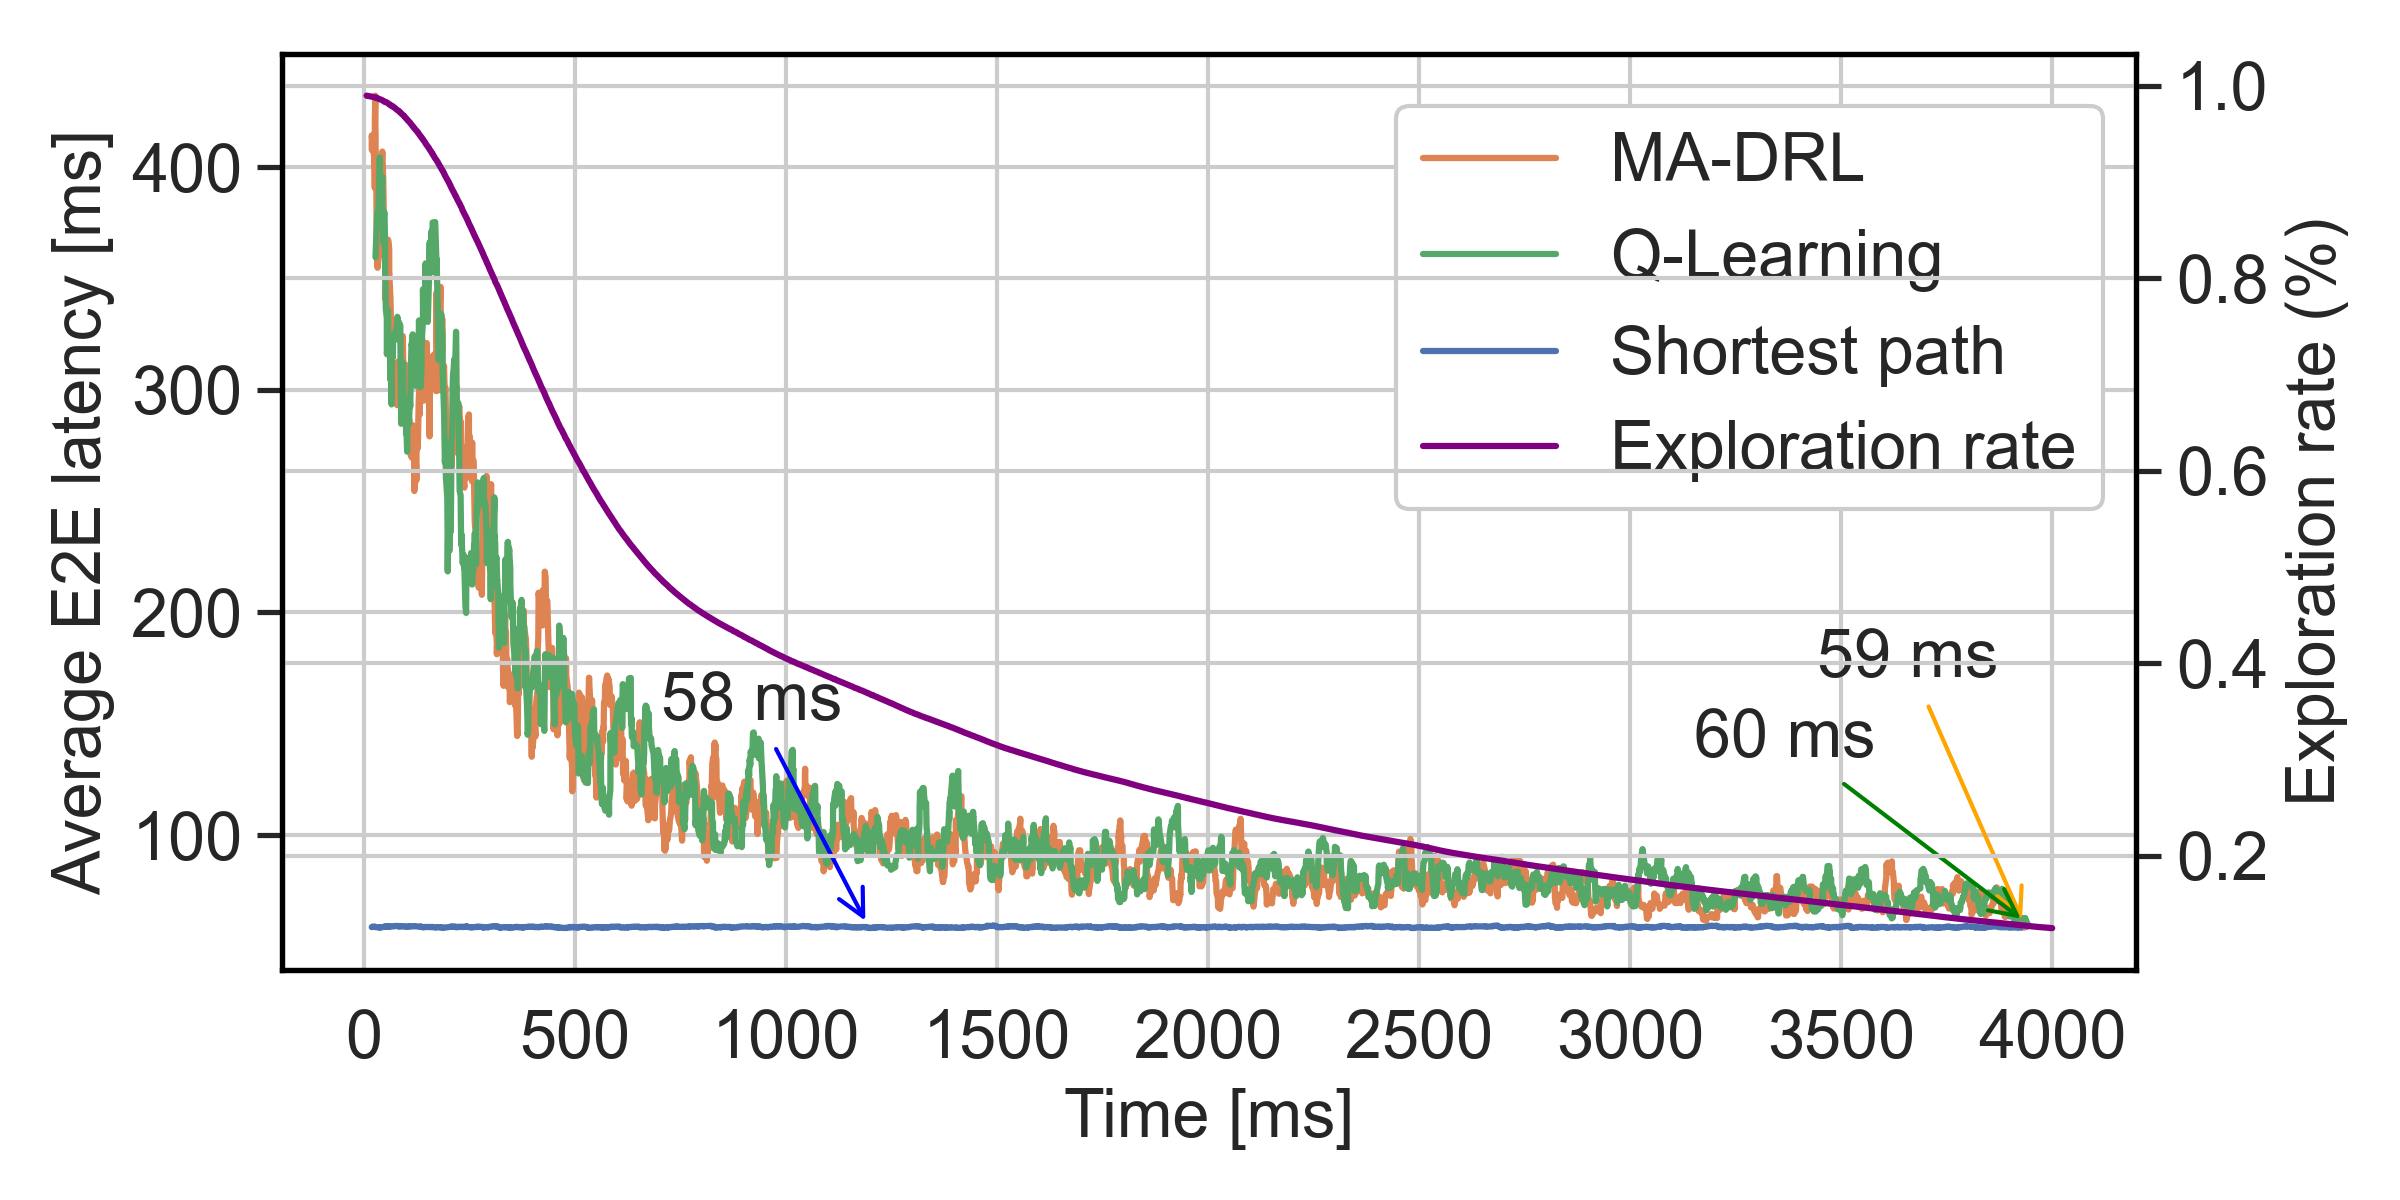 Average E2E latency [ms]
400
300
200
100
1.0
0.8
0.6
0.4
0.2
Exploration rate (%)
MA-DRL
Q-Learning
Shortest path
Exploration rate
58 ms
59 ms
60 ms
0 500 1000 1500 2000 2500 3000 3500 4000
Time [ms]